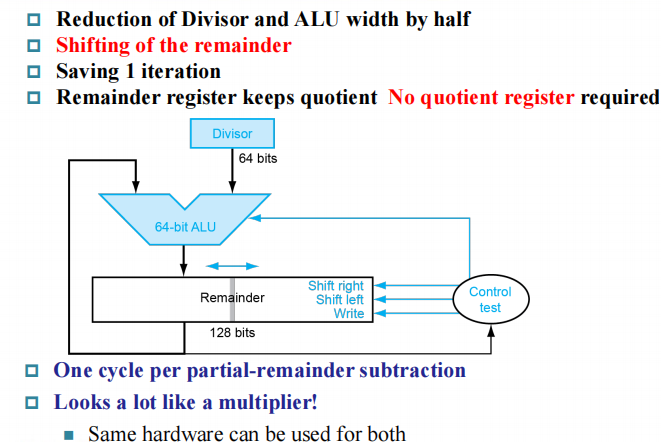 Reduction of Divisor and ALU width by half
Shifting of the remainder
Saving 1 iteration
Remainder register keeps quotient No quotient register required
Divisor
64 bits
64-bit ALU
Shift right
Remainder
Shift left
Write
Control
test
128 bits
One cycle per partial-remainder subtraction
Looks a lot like a multiplier!
Same hardware can be used for both